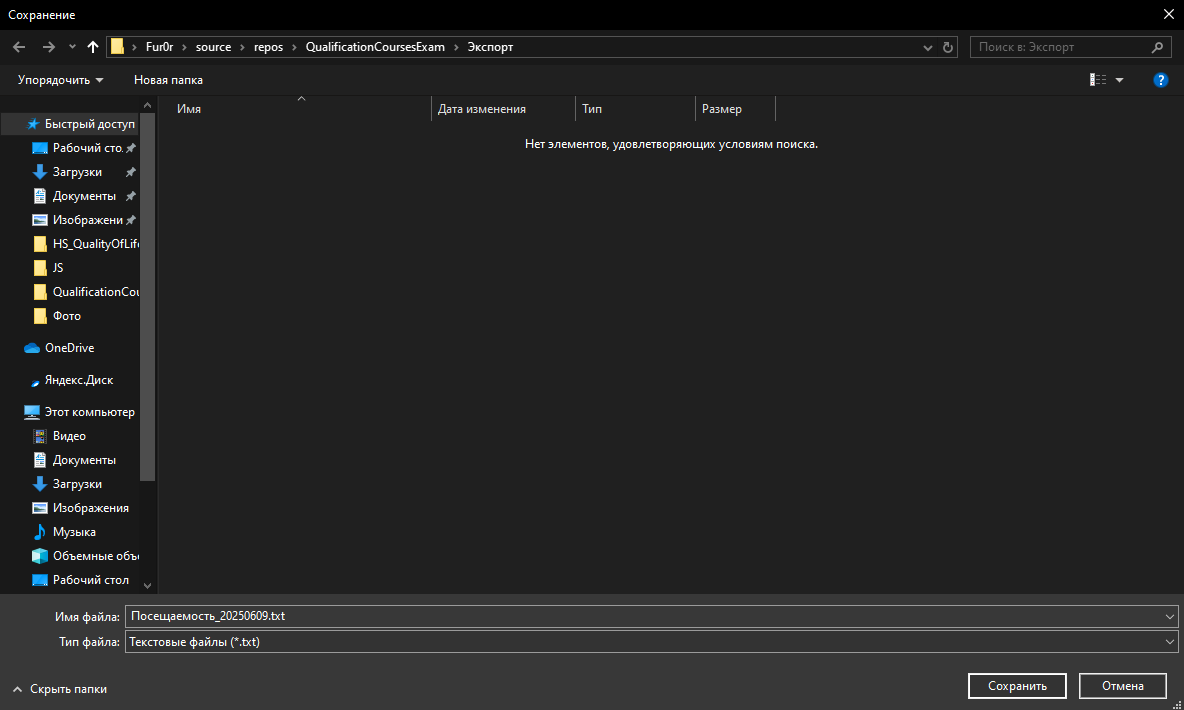 Сохранение
Fur0r › source › repos › QualificationCoursesExam › Экспорт
Поиск в: Экспорт
Упорядочить
Новая папка
?
Имя
Дата изменения
Тип
Размер
Нет элементов, удовлетворяющих условиям поиска.
Быстрый доступ
Рабочий сто.
Загрузки
Документы
Изображени
HS_QualityOfLife
JS
QualificationCou
Фото
OneDrive
Яндекс.Диск
Этот компьютер
Видео
Документы
Загрузки
Изображения
Музыка
Объемные объе
Рабочий стол
Имя файла: Посещаемость_20250609.txt
Тип файла: Текстовые файлы (*.txt)
Скрыть папки
Сохранить
Отмена